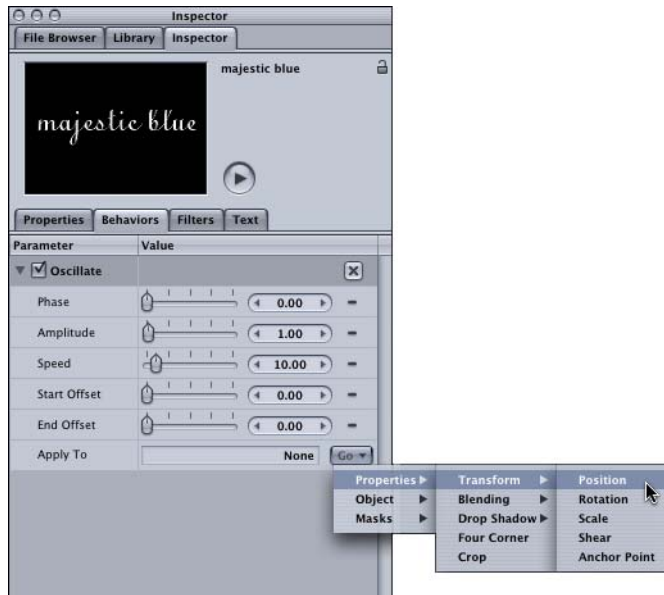 Inspector
File Browser Library Inspector
majestic blue
majestic blue
Properties Behaviors Filters Text
Parameter Value
Oscillate
Phase 0.00
Amplitude 1.00
Speed 10.00
Start Offset 0.00
End Offset 0.00
Apply To None Go
Properties Transform Position
Object Blending Rotation
Masks Drop Shadow Scale
Four Corner Shear
Crop Anchor Point